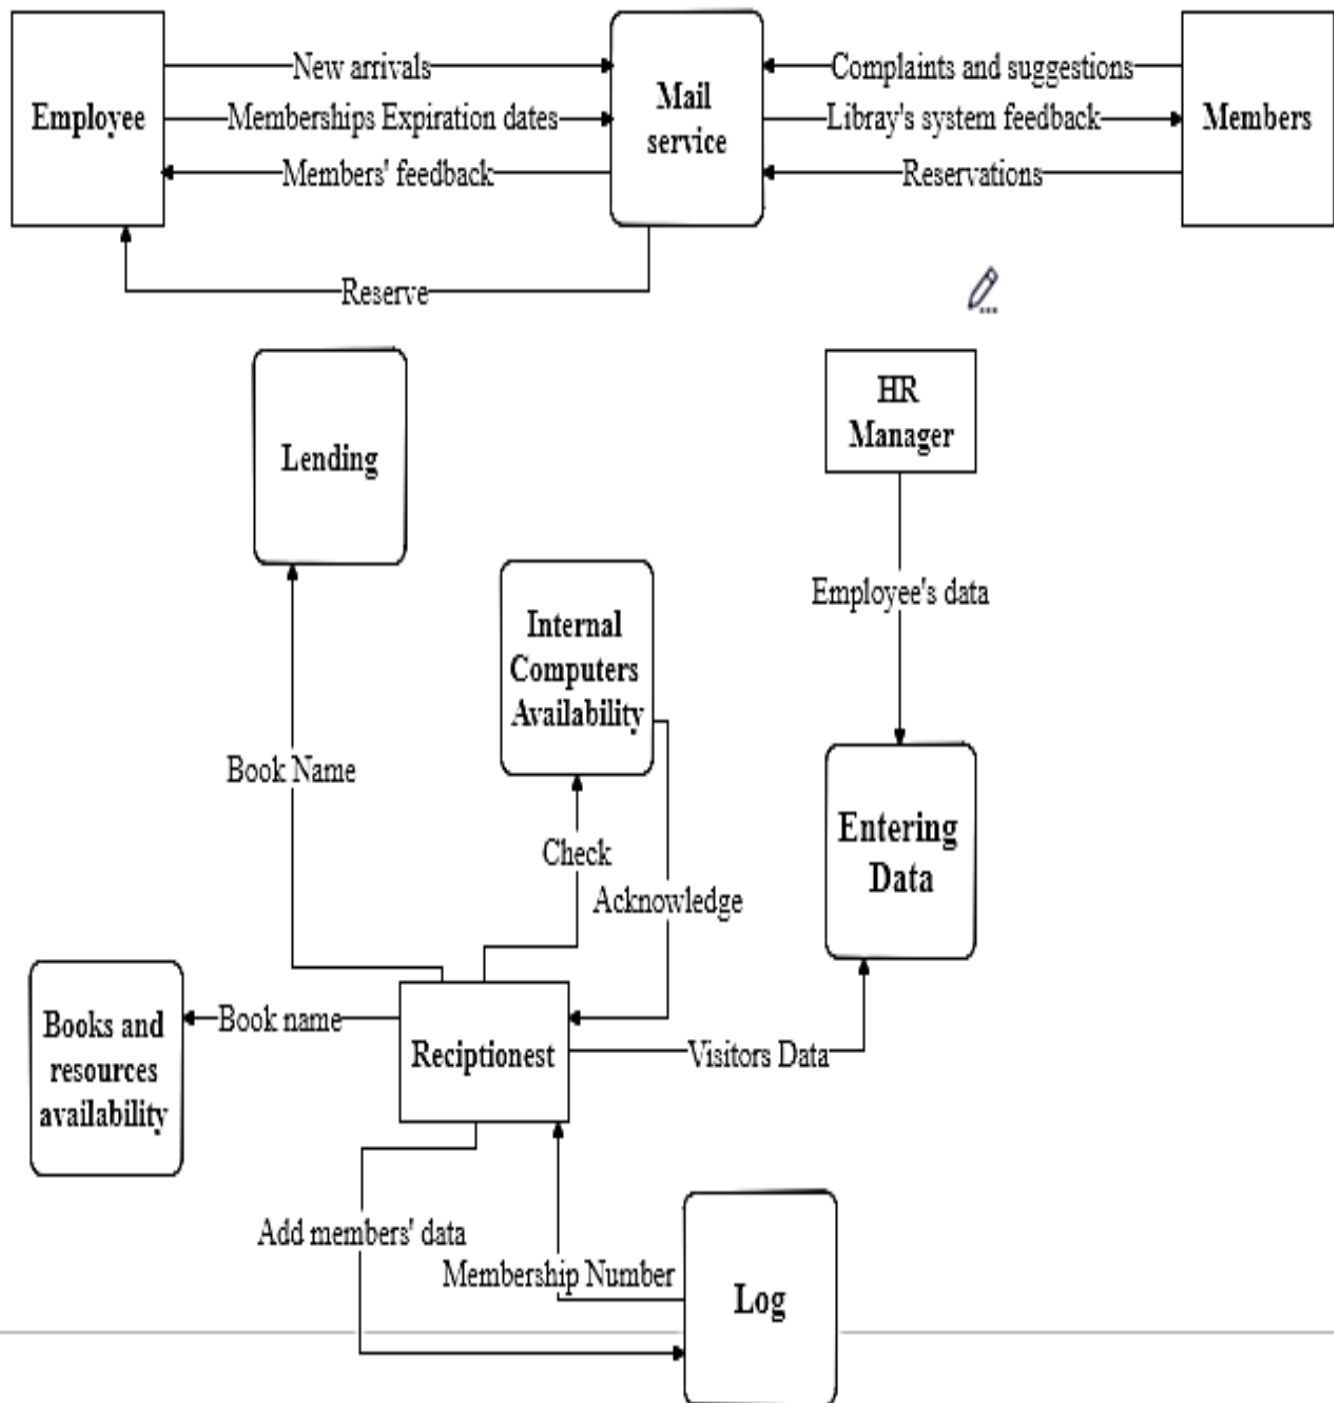 New arrivals
Complaints and suggestions
Employee
Memberships Expiration dates
Mail
service
Libray's system feedback
Members
Members' feedback
Reservations
Reserve
Lending
HR
Manager
Employee's data
Internal
Computers
Availability
Book Name
Check
Acknowledge
Entering
Data
Books and
resources
availability
Book name
Reciptionest
Visitors Data
Add members' data
Membership Number
Log